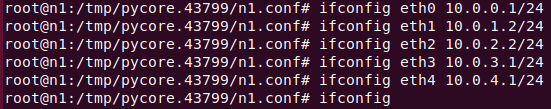 root@n1:/tmp/pycore.43799/n1.conf# ifconfig eth0 10.0.0.1/24
root@n1:/tmp/pycore.43799/n1.conf# ifconfig eth1 10.0.1.2/24
root@n1:/tmp/pycore.43799/n1.conf# ifconfig eth2 10.0.2.2/24
root@n1:/tmp/pycore.43799/n1.conf# ifconfig eth3 10.0.3.1/24
root@n1:/tmp/pycore.43799/n1.conf# ifconfig eth4 10.0.4.1/24
root@n1:/tmp/pycore.43799/n1.conf# ifconfig